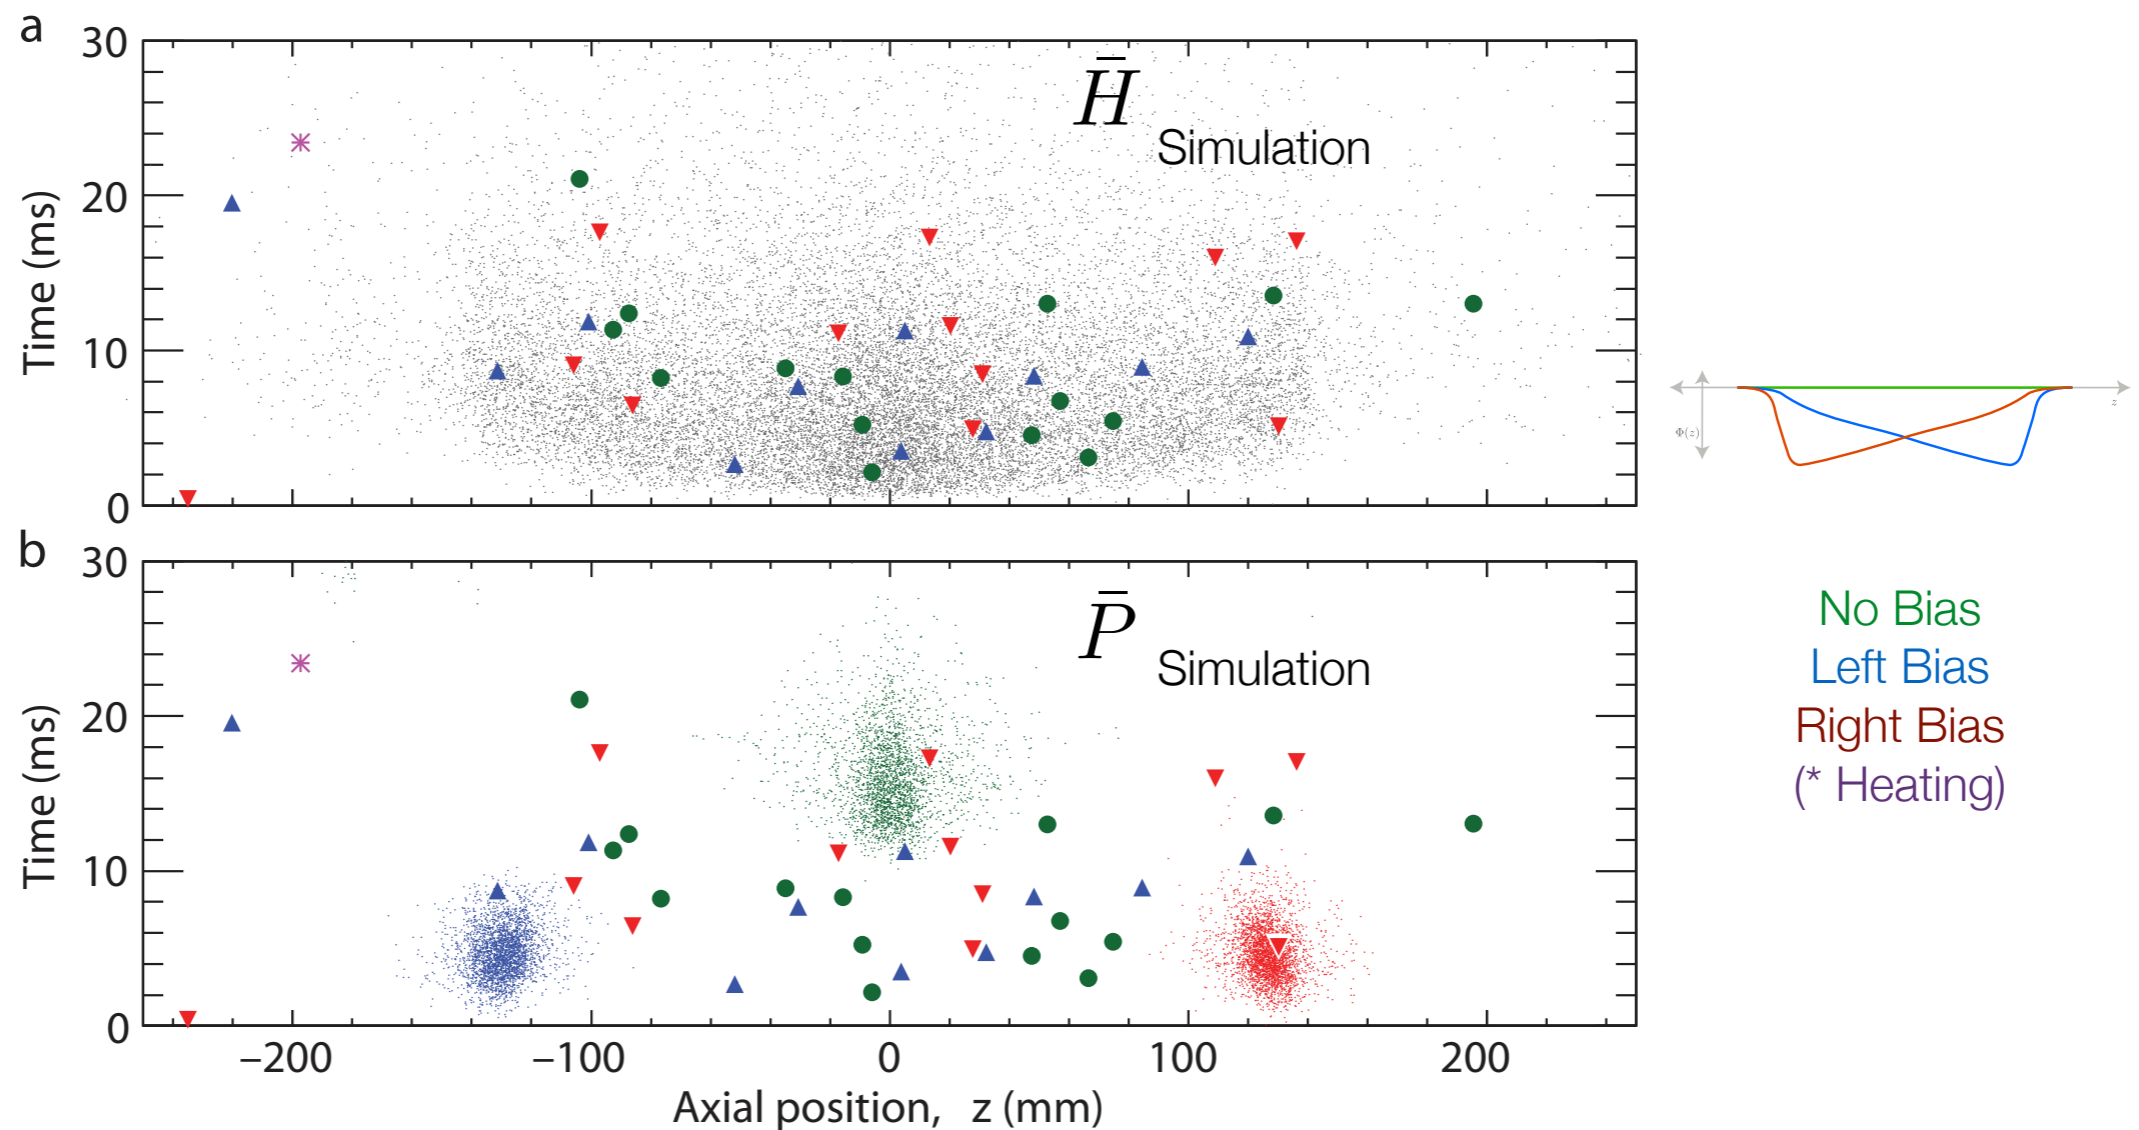 a
30
20
10
0
Time (ms)
H̄
Simulation
Φ(z)
z
b
30
20
10
0
Time (ms)
P̄
Simulation
−200
−100
0
100
200
Axial position, z (mm)
No Bias
Left Bias
Right Bias
(* Heating)